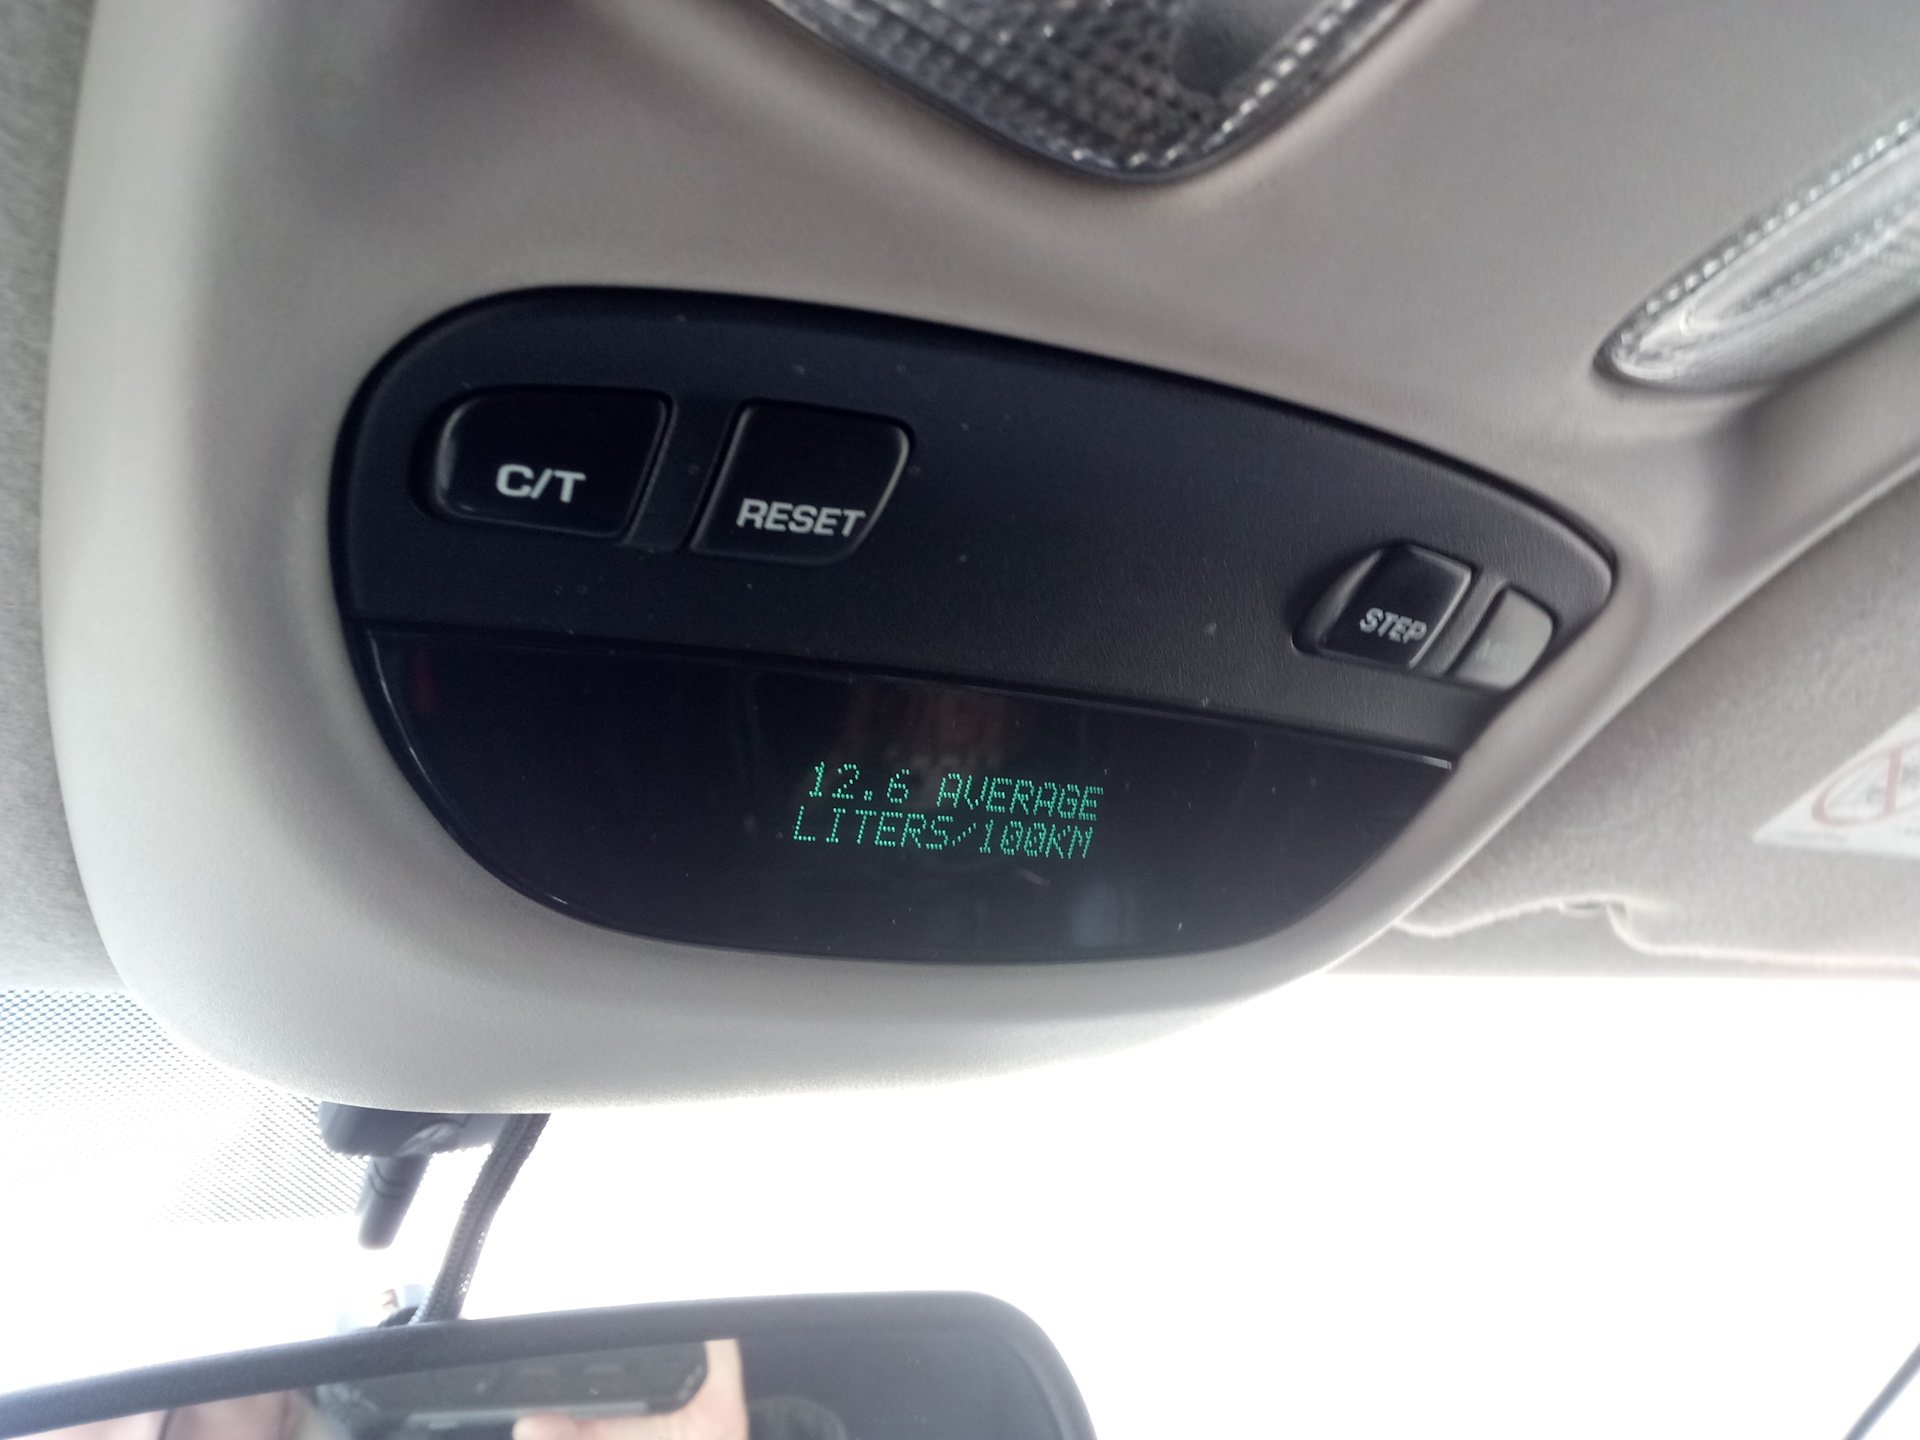 C/T
RESET
STEP
12.6 AVERAGE
LITERS/100KM